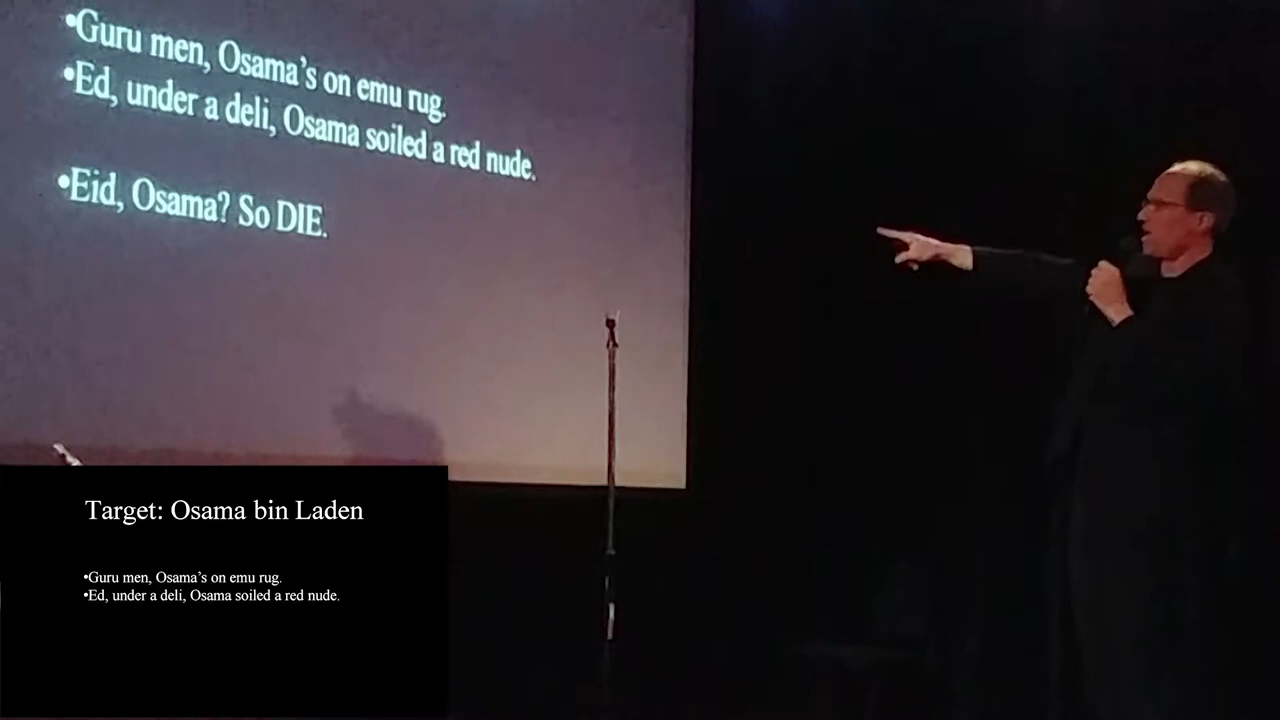 •Guru men, Osama's on emu rug.
•Ed, under a deli, Osama soiled a red nude.
•Eid, Osama? So DIE.
Target: Osama bin Laden
•Guru men, Osama's on emu rug.
•Ed, under a deli, Osama soiled a red nude.